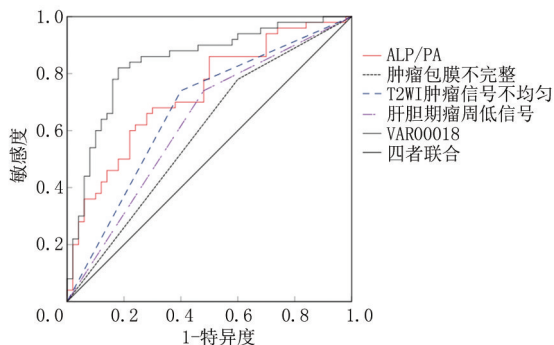 1.0
0.8
0.6
0.4
0.2
0.0
0.2
0.4
0.6
0.8
1.0
敏感度
1-特异度
ALP/PA
肿瘤包膜不完整
T2WI肿瘤信号不均匀
肝胆期瘤周低信号
VAR00018
四者联合